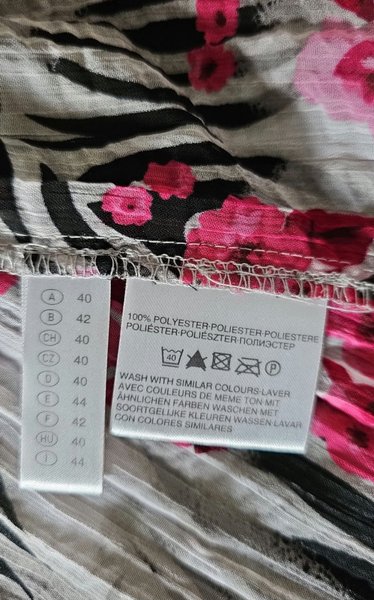 A 40
B 42
CH 40
CZ 40
D 40
E 44
F 42
HU 40
I 44
100% POLYESTER·POLIESTER·POLIESTERE
POLIÉSTER·POLIÉSZTER·ПОЛИЭСТЕР
P
WASH WITH SIMILAR COLOURS-LAVER
AVEC COULEURS DE MEME TON MIT
ÄHNLICHEN FARBEN WASCHEN MET
SOORTGELIJKE KLEUREN WASSEN-LAVAR
CON COLORES SIMILARES